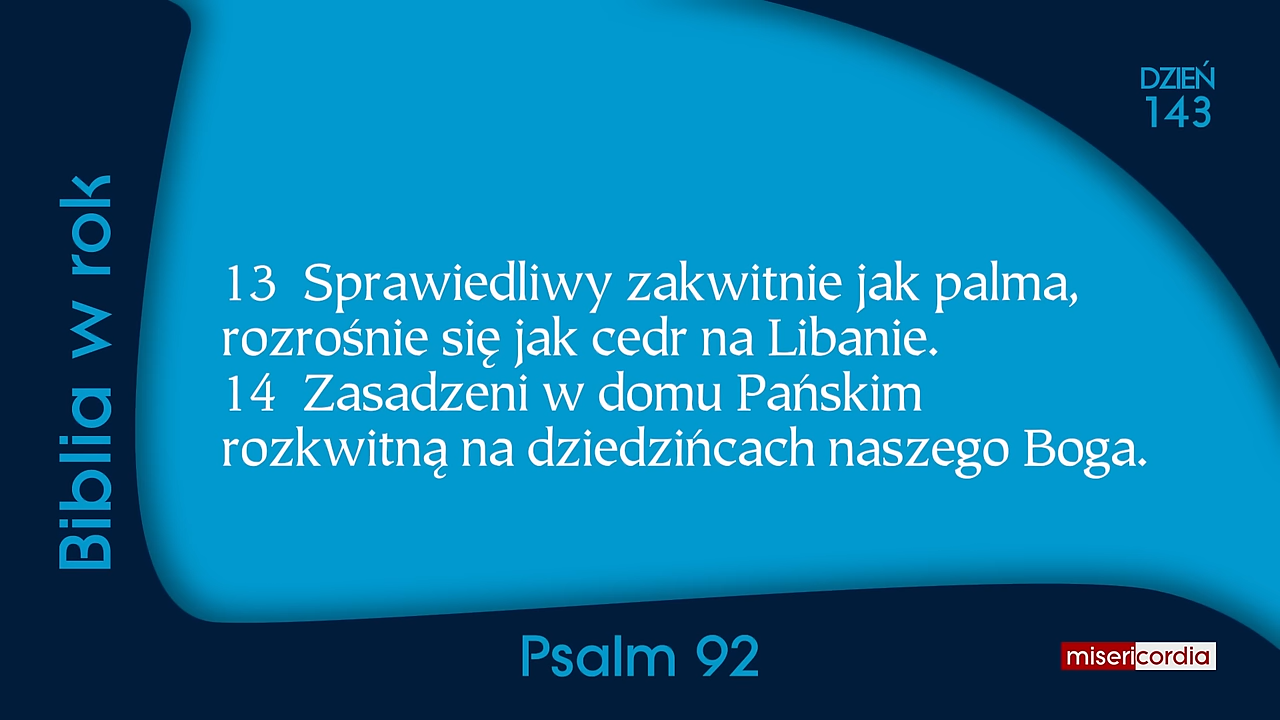 DZIEŃ
143
Biblia w rok
13 Sprawiedliwy zakwitnie jak palma,
rozrośnie się jak cedr na Libanie.
14 Zasadzeni w domu Pańskim
rozkwitną na dziedzińcach naszego Boga.
Psalm 92
misericordia